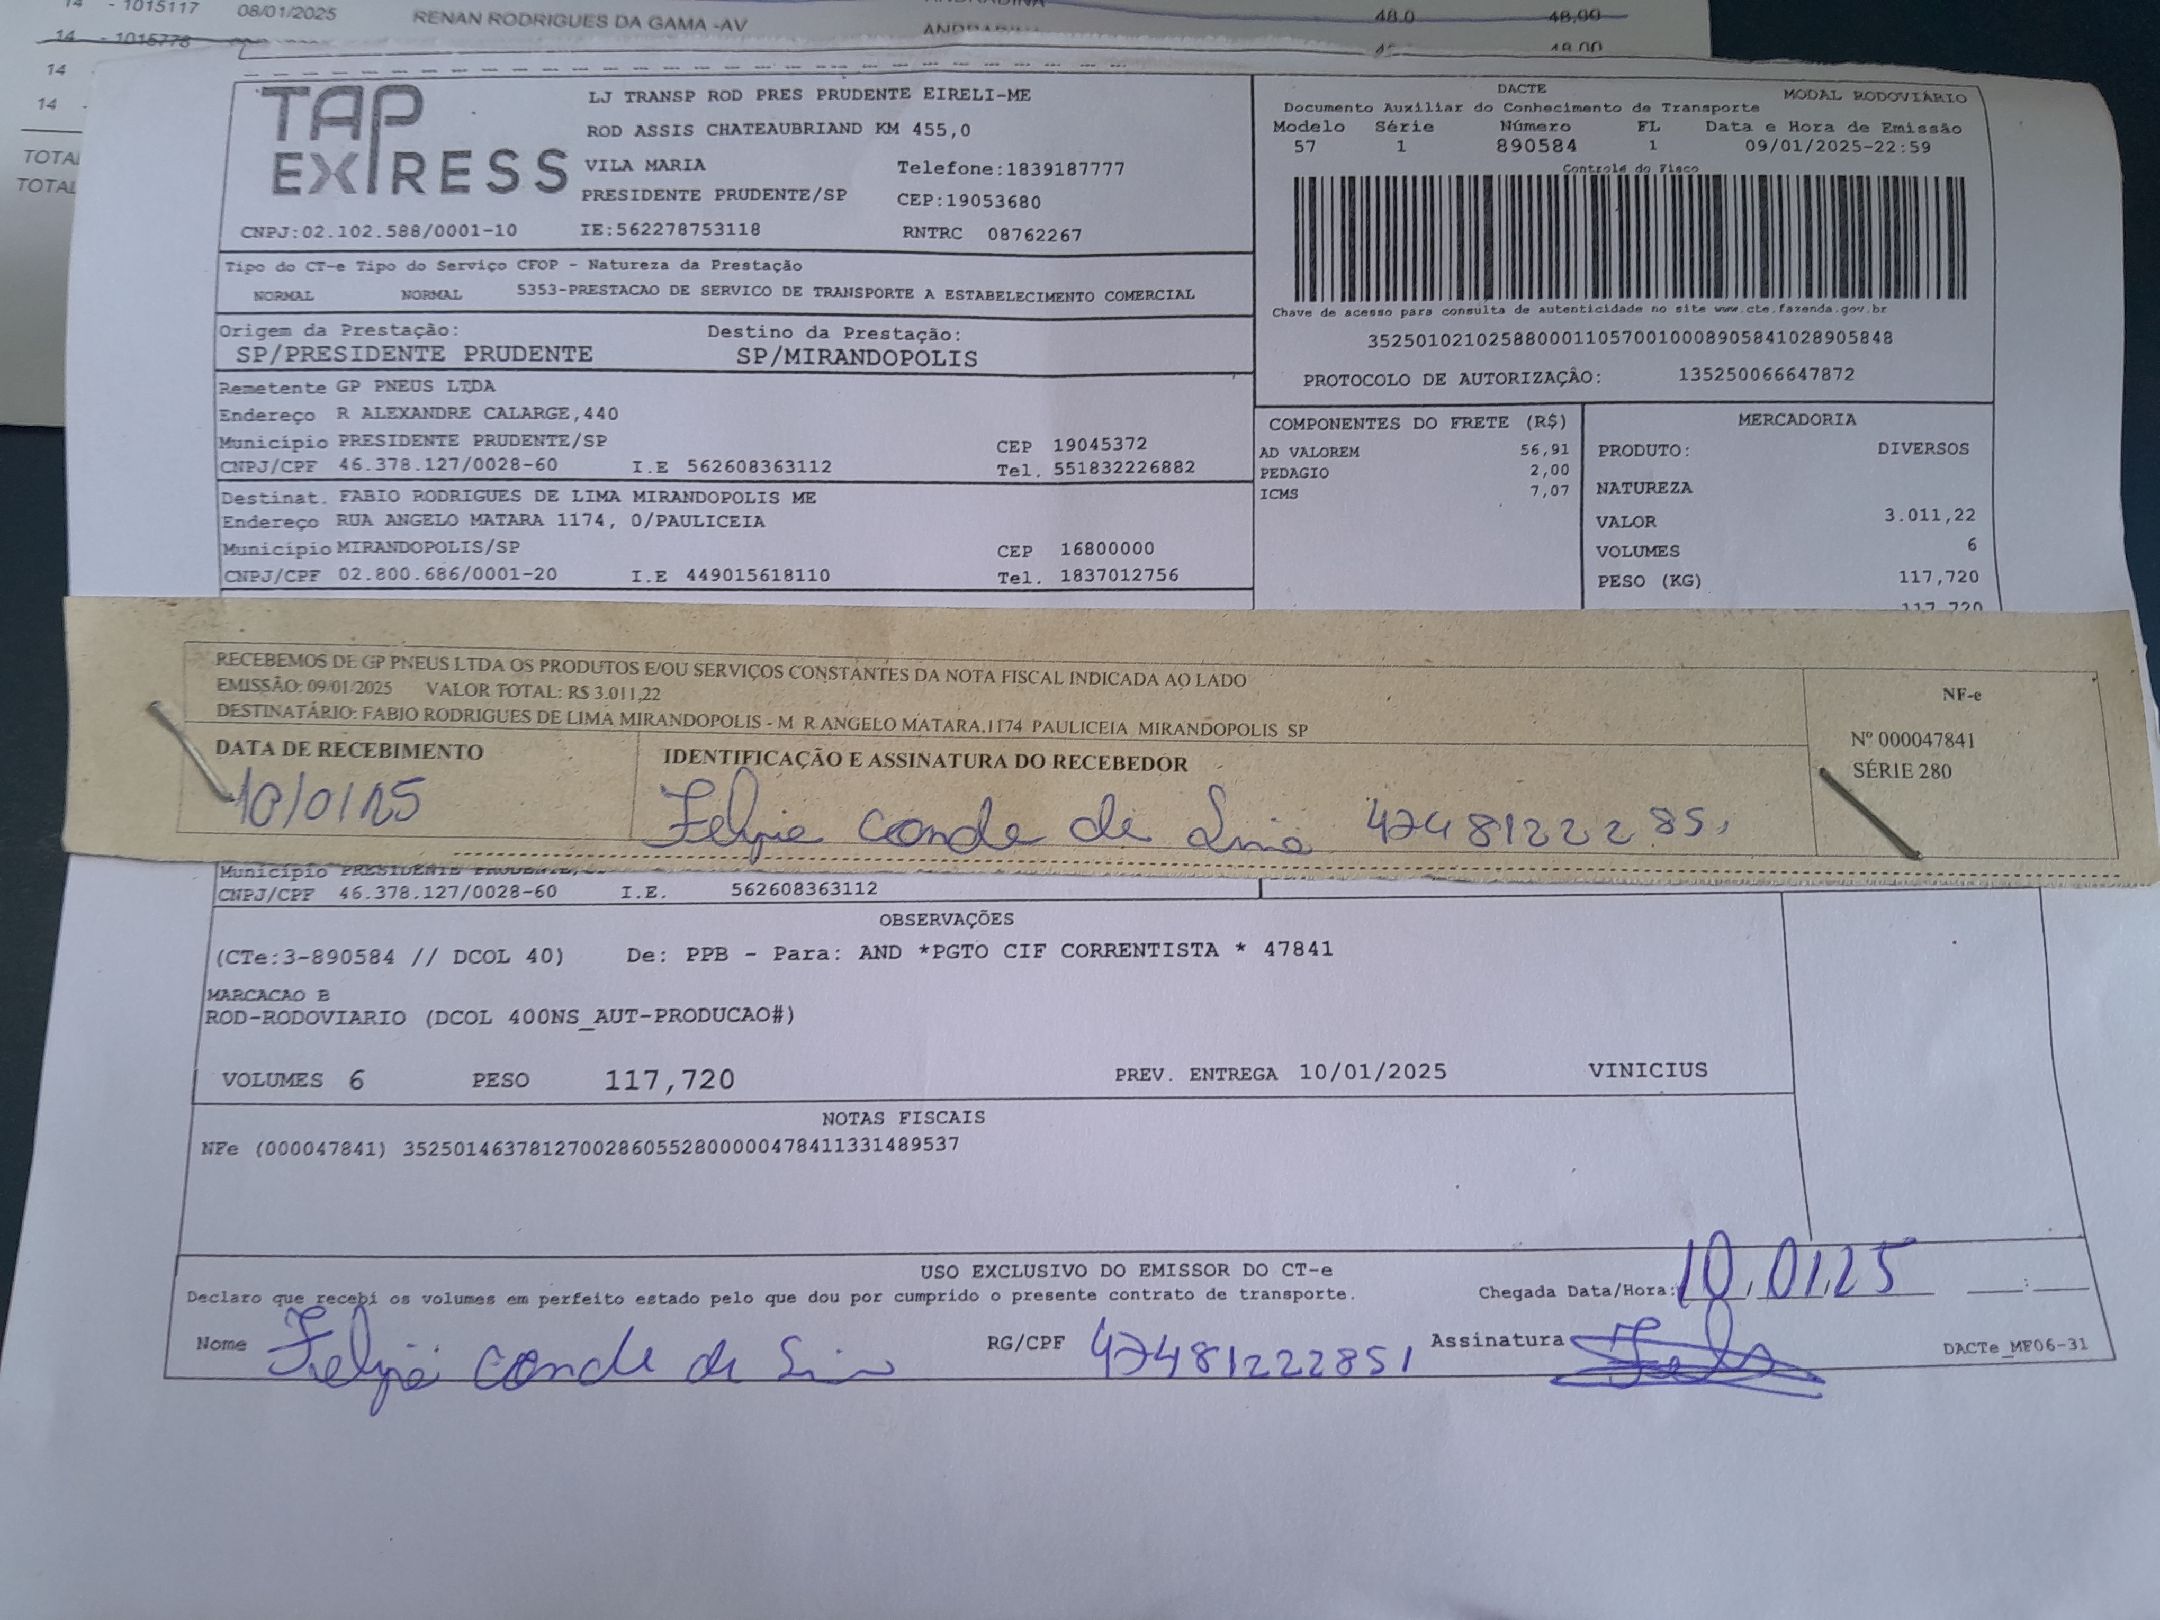 14 - 1015117 08/01/2025 RENAN RODRIGUES DA GAMA -AV ANDRADINA 48,0 48,00
14 - 1015778 48,00
14
14 -
TOTAL
TOTAL
TAP EXPRESS
LJ TRANSP ROD PRES PRUDENTE EIRELI-ME
ROD ASSIS CHATEAUBRIAND KM 455,0
VILA MARIA Telefone:1839187777
PRESIDENTE PRUDENTE/SP CEP:19053680
CNPJ:02.102.588/0001-10 IE:562278753118 RNTRC 08762267
DACTE
Documento Auxiliar do Conhecimento de Transporte MODAL RODOVIÁRIO
Modelo Série Número FL Data e Hora de Emissão
57 1 890584 1 09/01/2025-22:59
Controle do Fisco
Chave de acesso para consulta de autenticidade no site www.cte.fazenda.gov.br
35250102102588000110570010008905841028905848
PROTOCOLO DE AUTORIZAÇÃO: 135250066647872
Tipo do CT-e Tipo do Serviço CFOP - Natureza da Prestação
NORMAL NORMAL 5353-PRESTACAO DE SERVICO DE TRANSPORTE A ESTABELECIMENTO COMERCIAL
Origem da Prestação: Destino da Prestação:
SP/PRESIDENTE PRUDENTE SP/MIRANDOPOLIS
Remetente GP PNEUS LTDA
Endereço R ALEXANDRE CALARGE,440
Município PRESIDENTE PRUDENTE/SP CEP 19045372
CNPJ/CPF 46.378.127/0028-60 I.E 562608363112 Tel. 551832226882
Destinat. FABIO RODRIGUES DE LIMA MIRANDOPOLIS ME
Endereço RUA ANGELO MATARA 1174, 0/PAULICEIA
Município MIRANDOPOLIS/SP CEP 16800000
CNPJ/CPF 02.800.686/0001-20 I.E 449015618110 Tel. 1837012756
COMPONENTES DO FRETE (R$)
AD VALOREM 56,91
PEDAGIO 2,00
ICMS 7,07
MERCADORIA
PRODUTO: DIVERSOS
NATUREZA
VALOR 3.011,22
VOLUMES 6
PESO (KG) 117,720
117,720
RECEBEMOS DE GP PNEUS LTDA OS PRODUTOS E/OU SERVIÇOS CONSTANTES DA NOTA FISCAL INDICADA AO LADO
EMISSÃO: 09/01/2025 VALOR TOTAL: R$ 3.011,22
DESTINATÁRIO: FABIO RODRIGUES DE LIMA MIRANDOPOLIS - M R ANGELO MATARA,1174 PAULICEIA MIRANDOPOLIS SP
DATA DE RECEBIMENTO IDENTIFICAÇÃO E ASSINATURA DO RECEBEDOR
10/01/25 Felipe conde de Lima 47481222851
NF-e
Nº 000047841
SÉRIE 280
Município PRESIDENTE PRUDENTE/
CNPJ/CPF 46.378.127/0028-60 I.E. 562608363112
OBSERVAÇÕES
(CTe:3-890584 // DCOL 40) De: PPB - Para: AND *PGTO CIF CORRENTISTA * 47841
MARCACAO B
ROD-RODOVIARIO (DCOL 400NS_AUT-PRODUCAO#)
VOLUMES 6 PESO 117,720 PREV. ENTREGA 10/01/2025 VINICIUS
NOTAS FISCAIS
NFe (000047841) 35250146378127002860552800000478411331489537
USO EXCLUSIVO DO EMISSOR DO CT-e
Declaro que recebi os volumes em perfeito estado pelo que dou por cumprido o presente contrato de transporte. Chegada Data/Hora: 10,01,25 __:__
Nome Felipe conde de Lima RG/CPF 47481222851 Assinatura DACTe_MF06-31